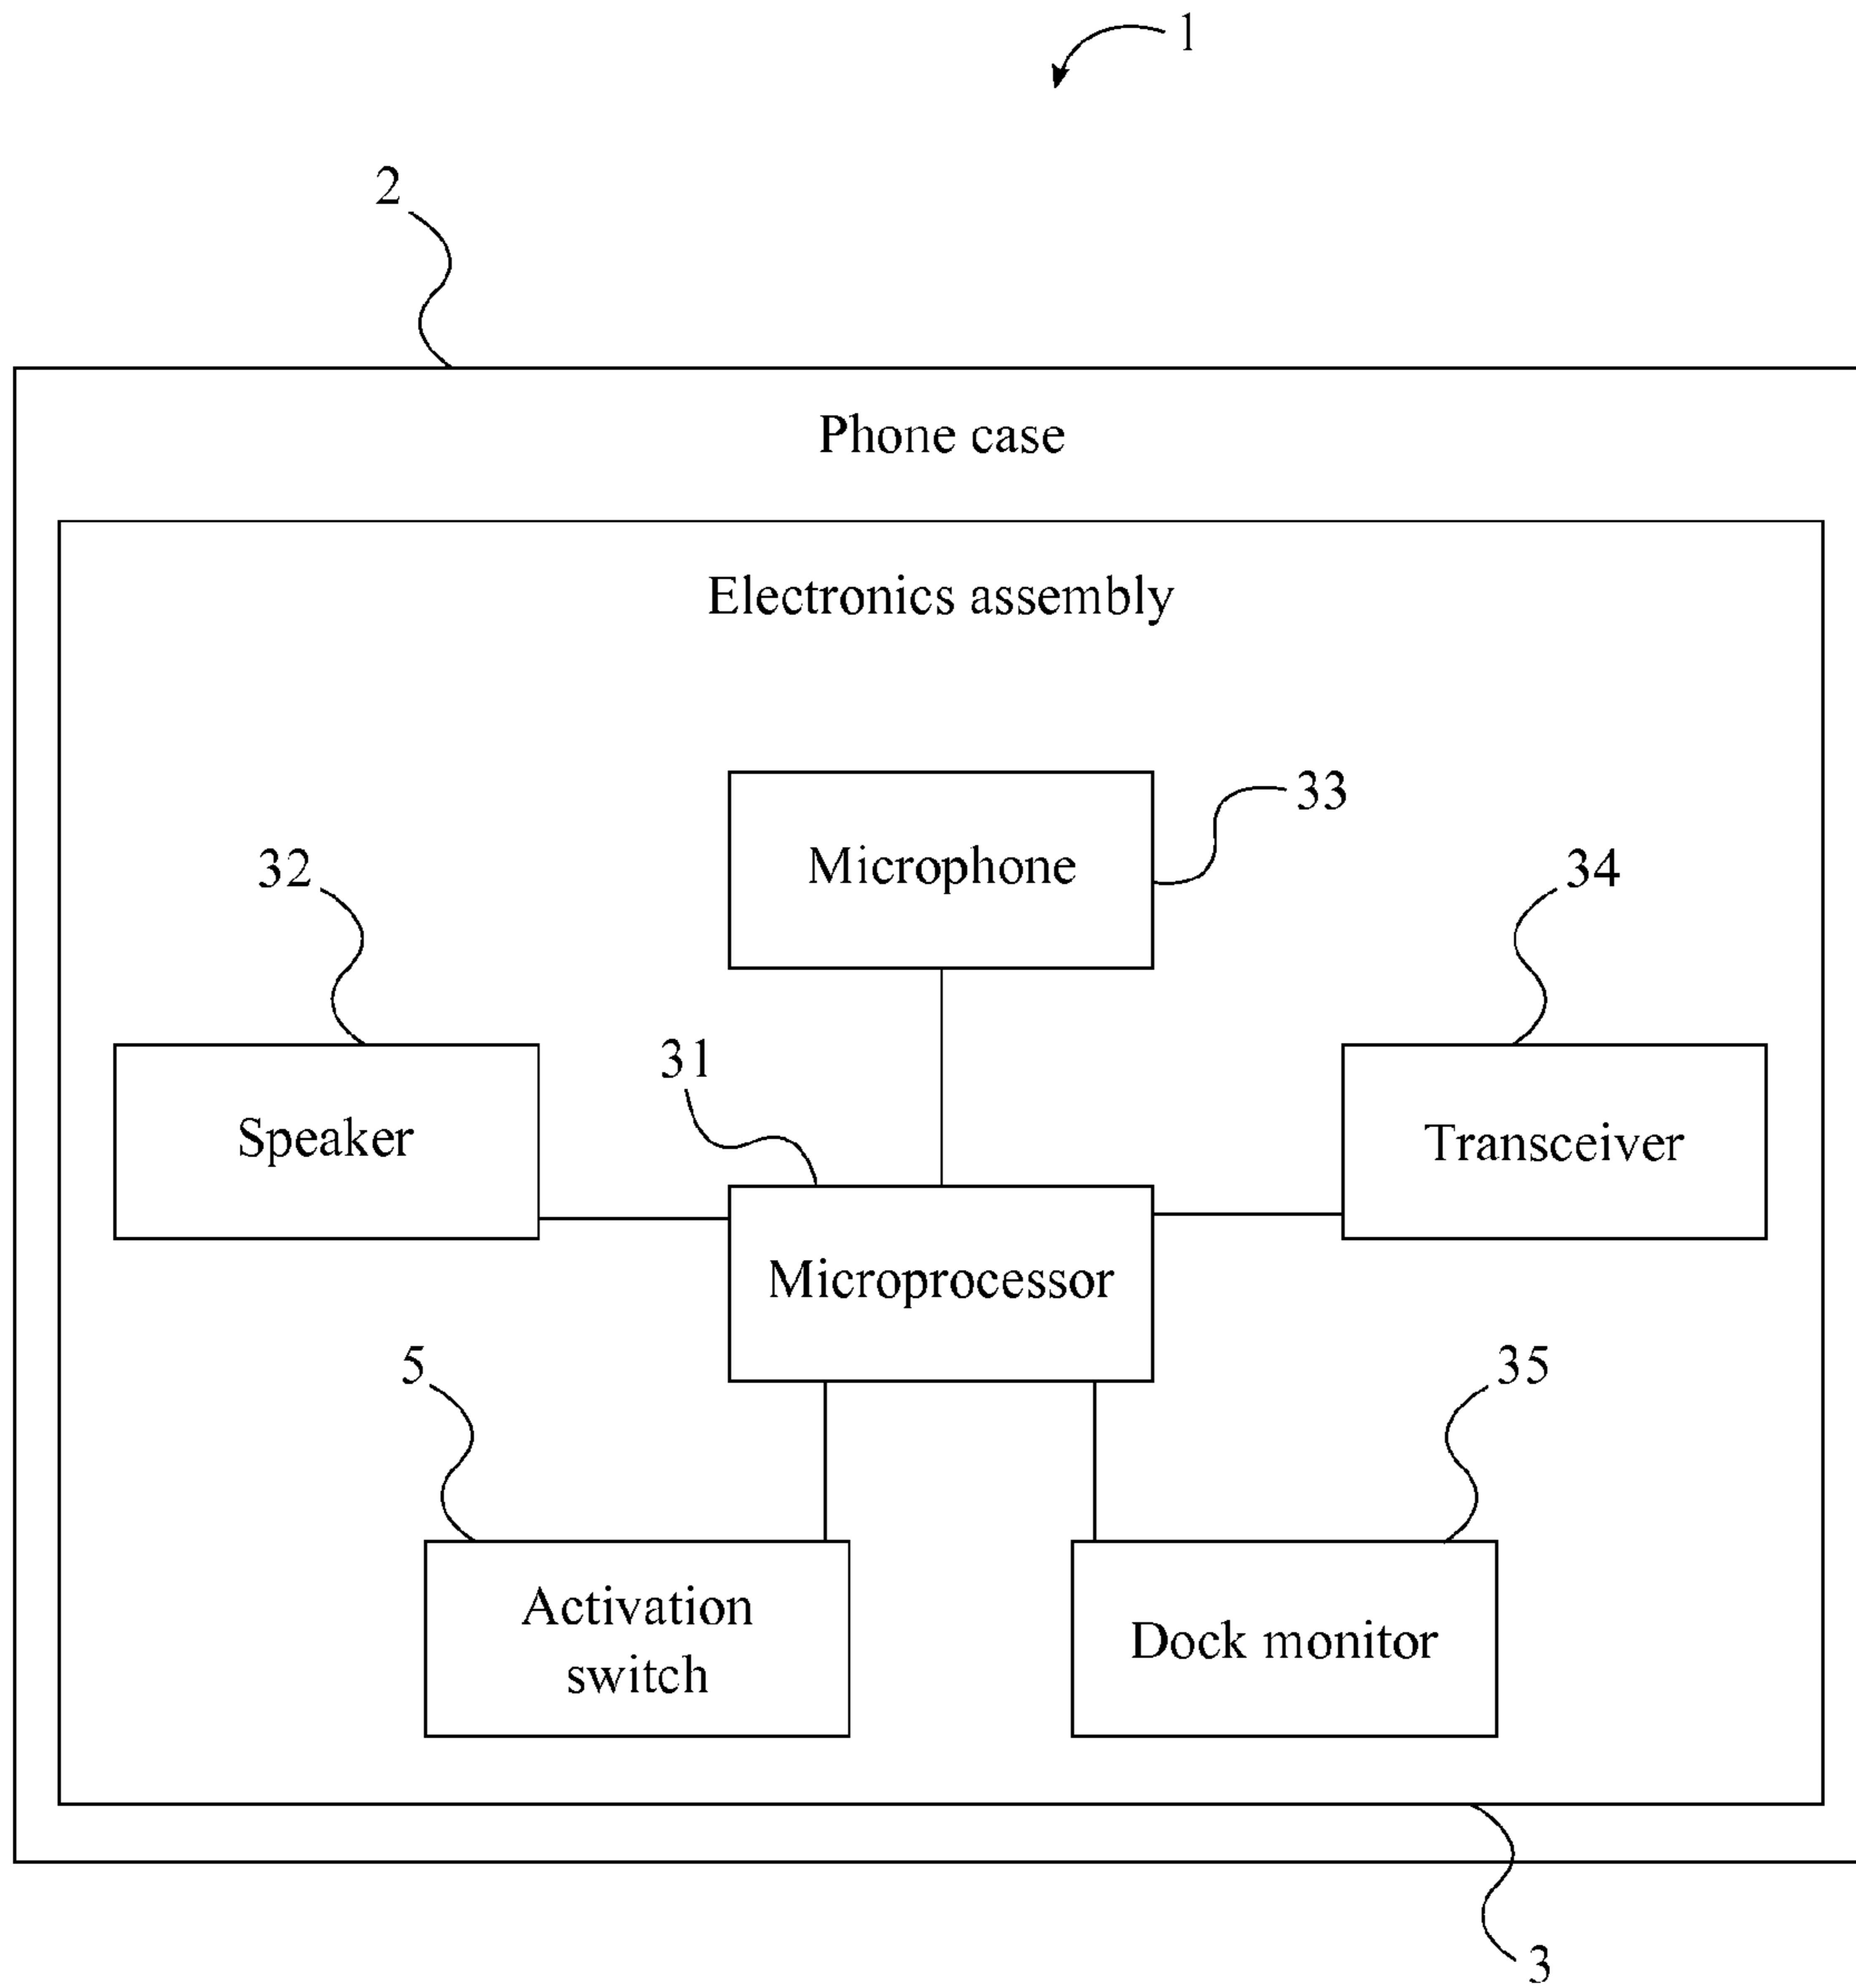 1
2
Phone case
Electronics assembly
33
Microphone
32
34
31
Speaker
Transceiver
Microprocessor
5
35
Activation
switch
Dock monitor
3